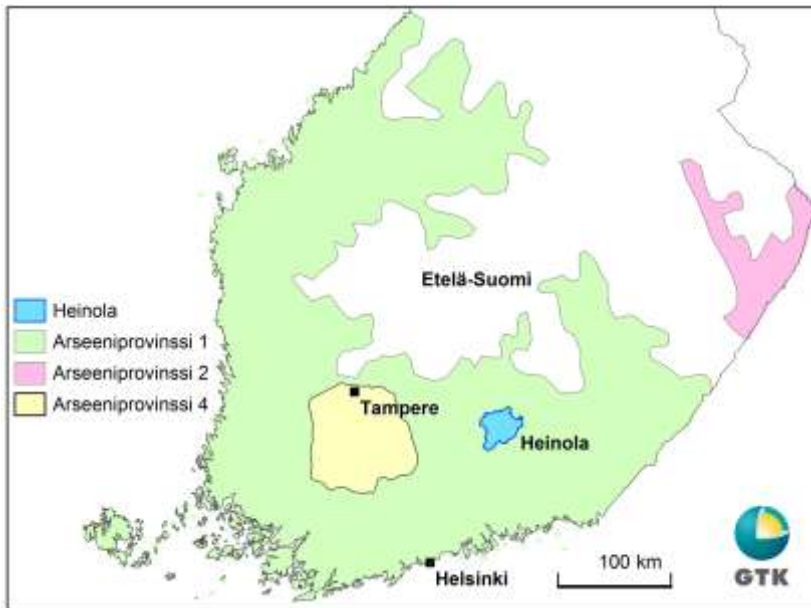 Etelä-Suomi
Heinola
Arseeniprovinssi 1
Arseeniprovinssi 2
Arseeniprovinssi 4
Tampere
Heinola
Helsinki
100 km
GTK